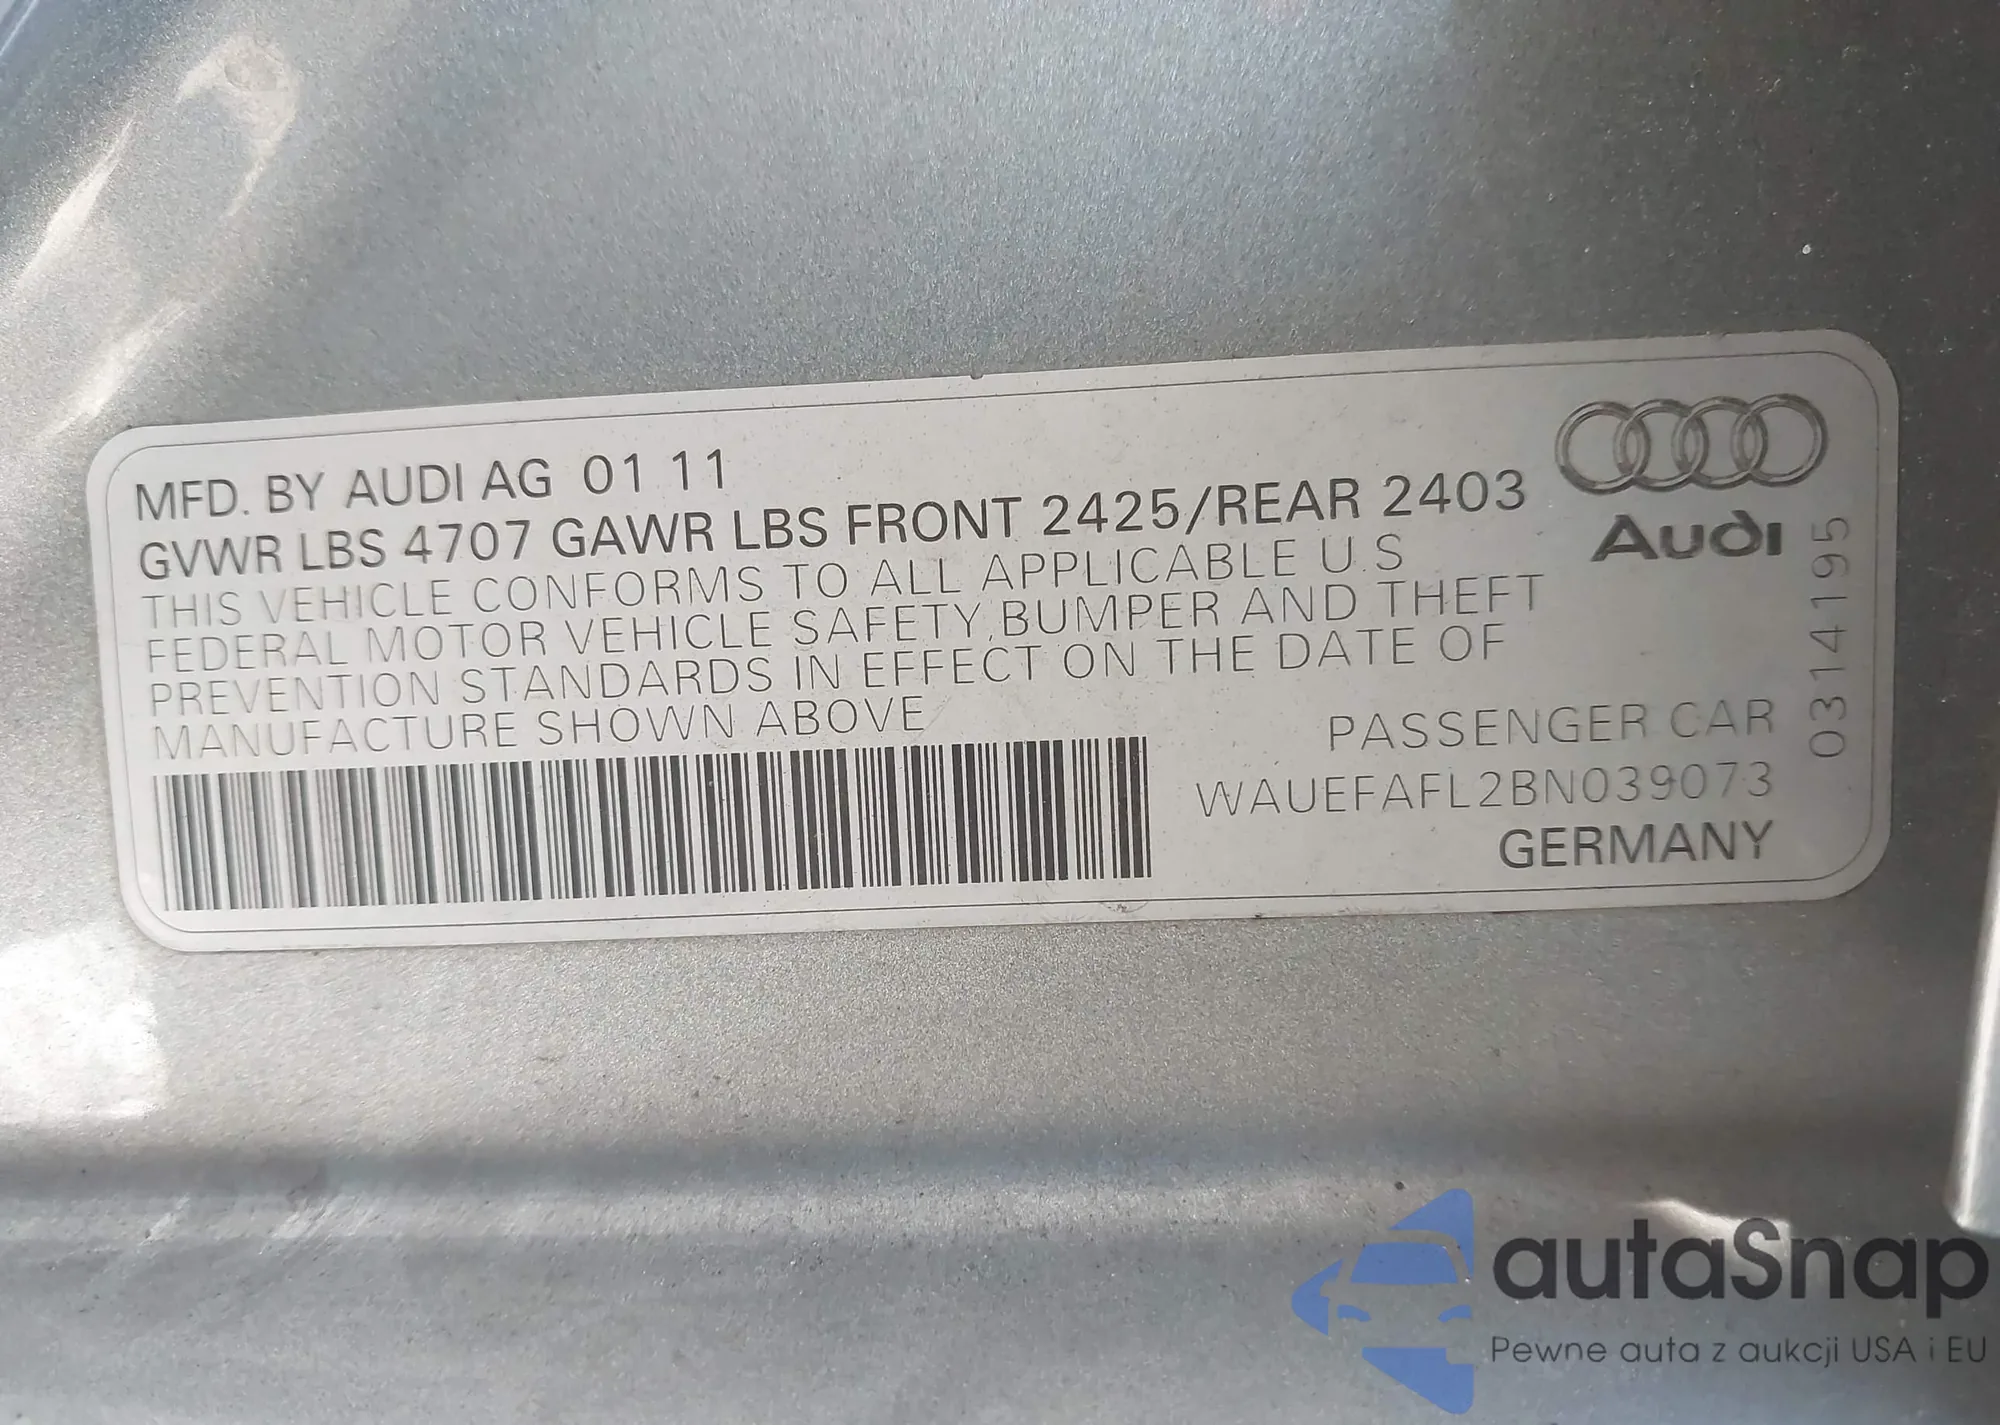 MFD. BY AUDI AG 01 11
GVWR LBS 4707 GAWR LBS FRONT 2425/REAR 2403
THIS VEHICLE CONFORMS TO ALL APPLICABLE U.S
FEDERAL MOTOR VEHICLE SAFETY,BUMPER AND THEFT
PREVENTION STANDARDS IN EFFECT ON THE DATE OF
MANUFACTURE SHOWN ABOVE
Audi
0314195
PASSENGER CAR
WAUEFAFL2BN039073
GERMANY
autaSnap
Pewne auta z aukcji USA i EU